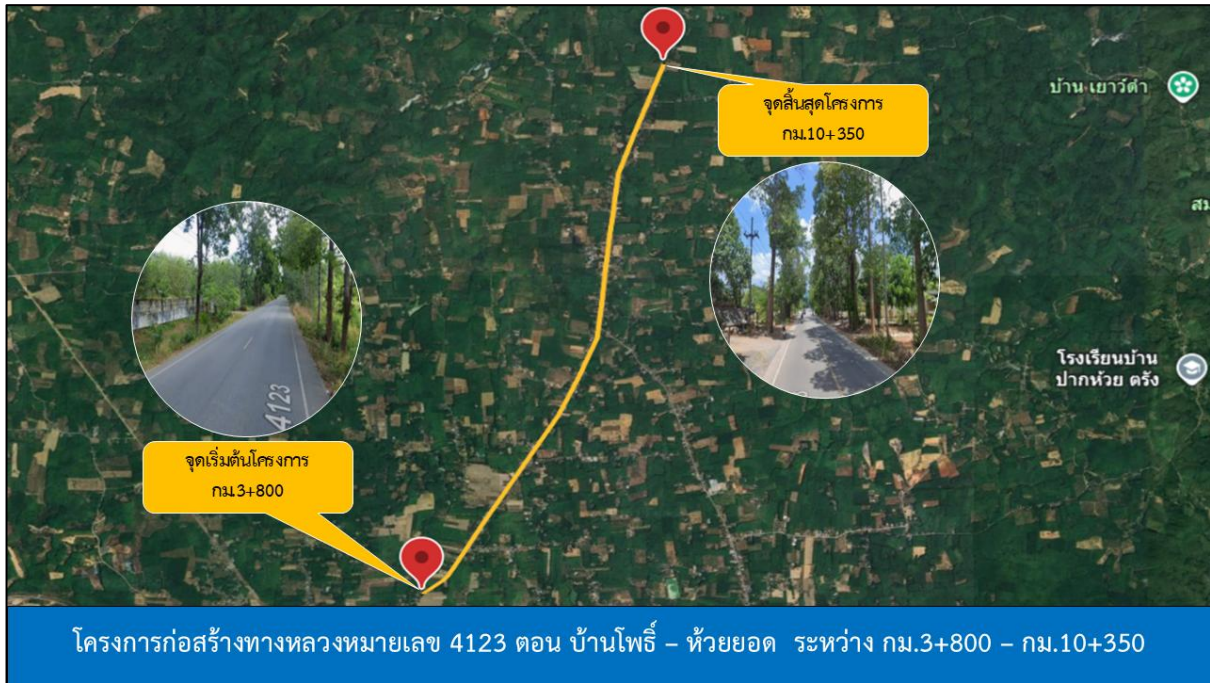 บ้าน เยาว์ดำ
จุดสิ้นสุดโครงการ
กม.10+350
สม
4123
โรงเรียนบ้าน
ปากห้วย ตรัง
จุดเริ่มต้นโครงการ
กม.3+800
โครงการก่อสร้างทางหลวงหมายเลข 4123 ตอน บ้านโพธิ์ – ห้วยยอด ระหว่าง กม.3+800 – กม.10+350